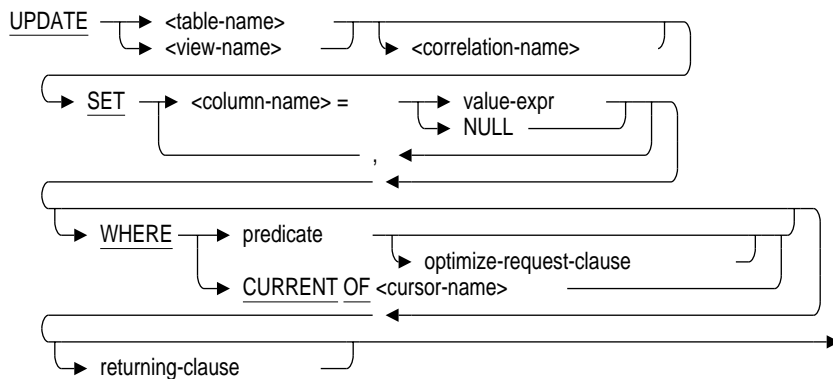 UPDATE <table-name>
<view-name> <correlation-name>
SET <column-name> = value-expr
NULL
,
WHERE predicate
optimize-request-clause
CURRENT OF <cursor-name>
returning-clause